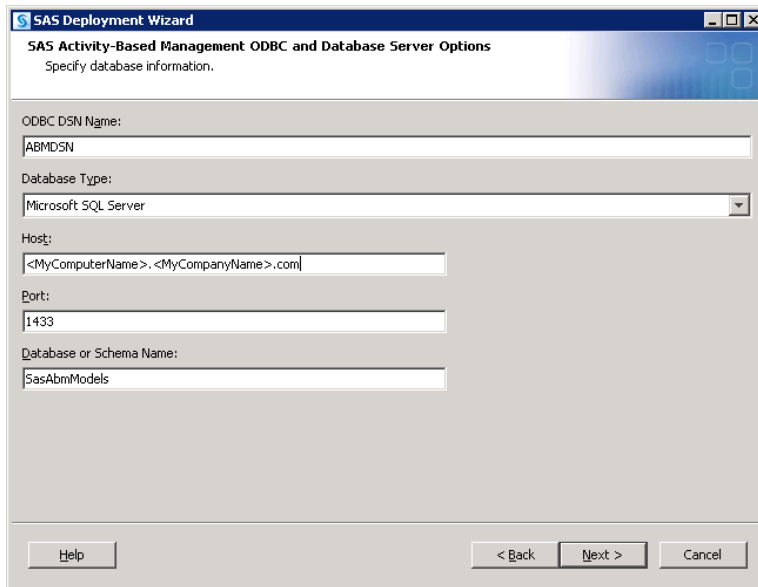 SAS Deployment Wizard
SAS Activity-Based Management ODBC and Database Server Options
Specify database information.
ODBC DSN Name:
ABMDSN
Database Type:
Microsoft SQL Server
Host:
<MyComputerName>.<MyCompanyName>.com
Port:
1433
Database or Schema Name:
SasAbmModels
Help
< Back
Next >
Cancel